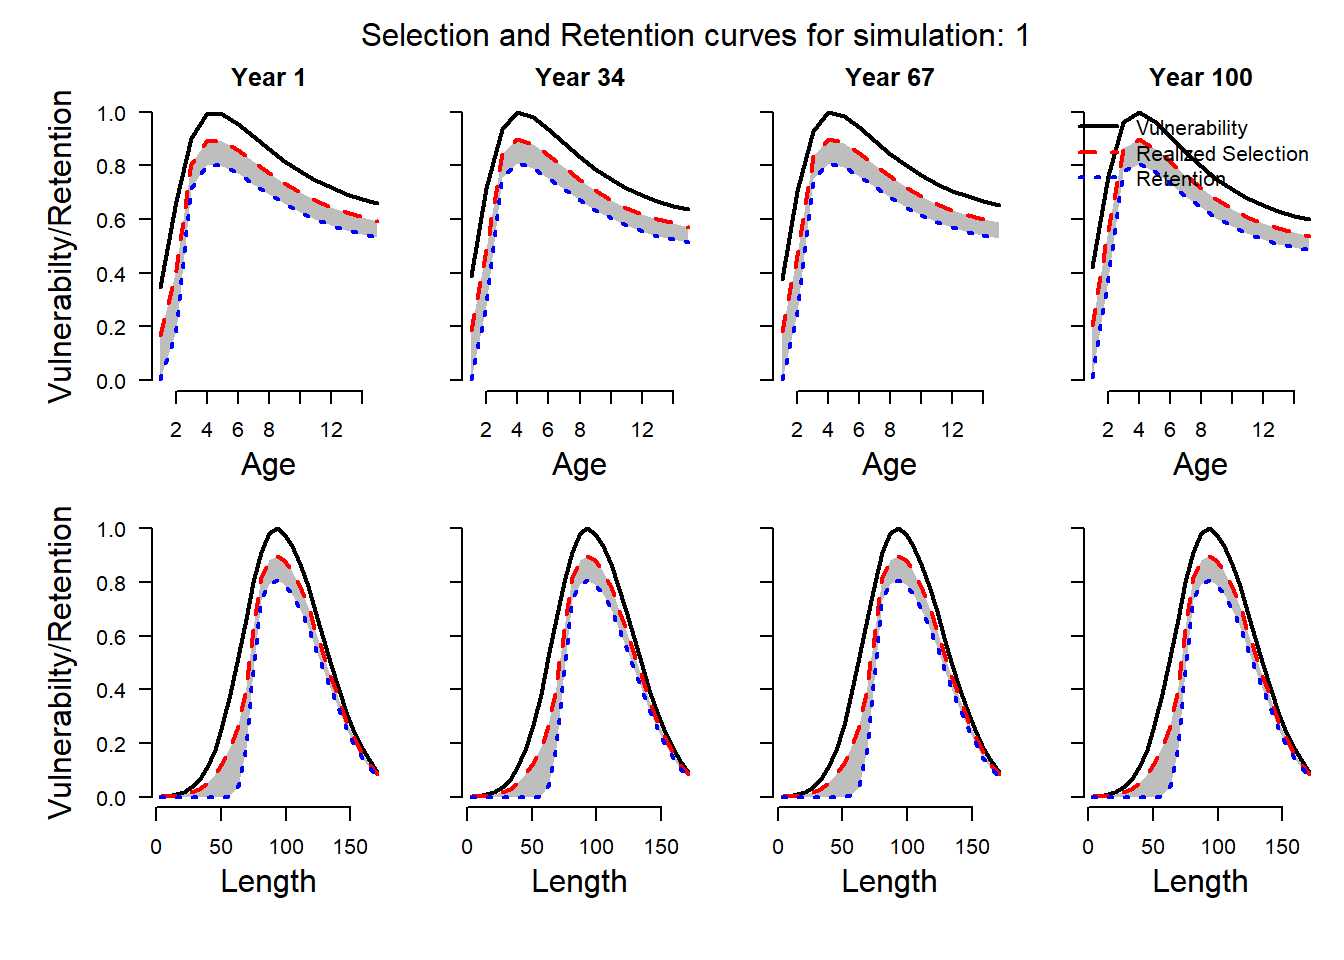 Selection and Retention curves for simulation: 1
Year 1
Year 34
Year 67
Year 100
Vulnerabilty/Retention
1.0
0.8
0.6
0.4
0.2
0.0
Vulnerability
Realized Selection
Retention
2 4 6 8 12
2 4 6 8 12
2 4 6 8 12
2 4 6 8 12
Age
Age
Age
Age
Vulnerabilty/Retention
1.0
0.8
0.6
0.4
0.2
0.0
0 50 100 150
0 50 100 150
0 50 100 150
0 50 100 150
Length
Length
Length
Length